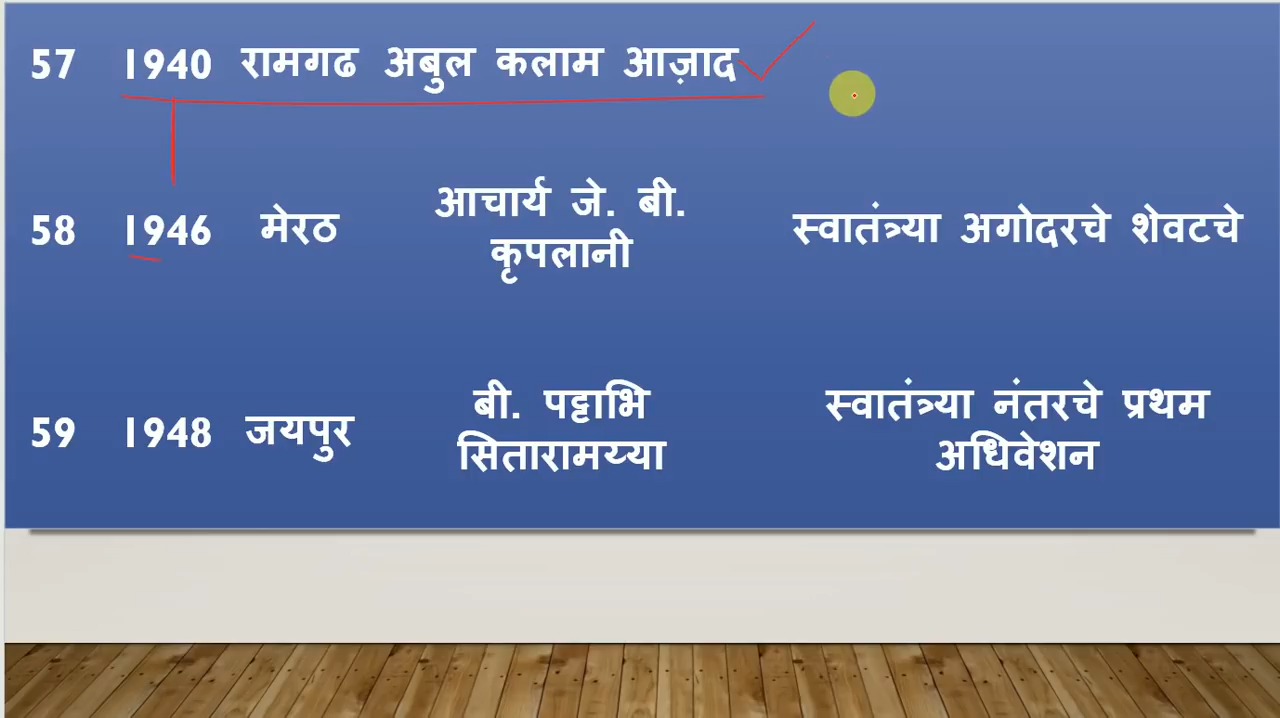 57 1940 रामगढ अबुल कलाम आज़ाद
58 1946 मेरठ आचार्य जे. बी. कृपलानी स्वातंत्र्या अगोदरचे शेवटचे
59 1948 जयपुर बी. पट्टाभि सितारामय्या स्वातंत्र्या नंतरचे प्रथम अधिवेशन